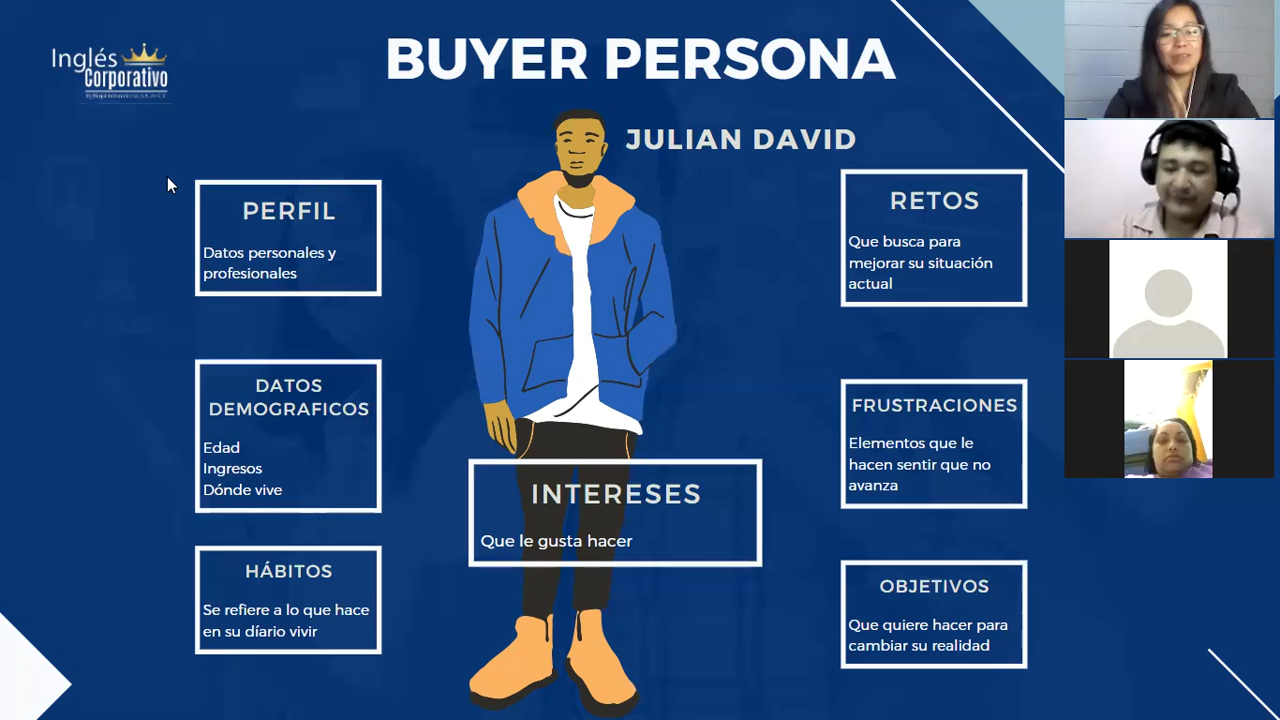 Inglés
Corporativo
BUYER PERSONA
JULIAN DAVID
PERFIL
Datos personales y
profesionales
DATOS
DEMOGRAFICOS
Edad
Ingresos
Dónde vive
HÁBITOS
Se refiere a lo que hace
en su díario vivir
INTERESES
Que le gusta hacer
RETOS
Que busca para
mejorar su situación
actual
FRUSTRACIONES
Elementos que le
hacen sentir que no
avanza
OBJETIVOS
Que quiere hacer para
cambiar su realidad